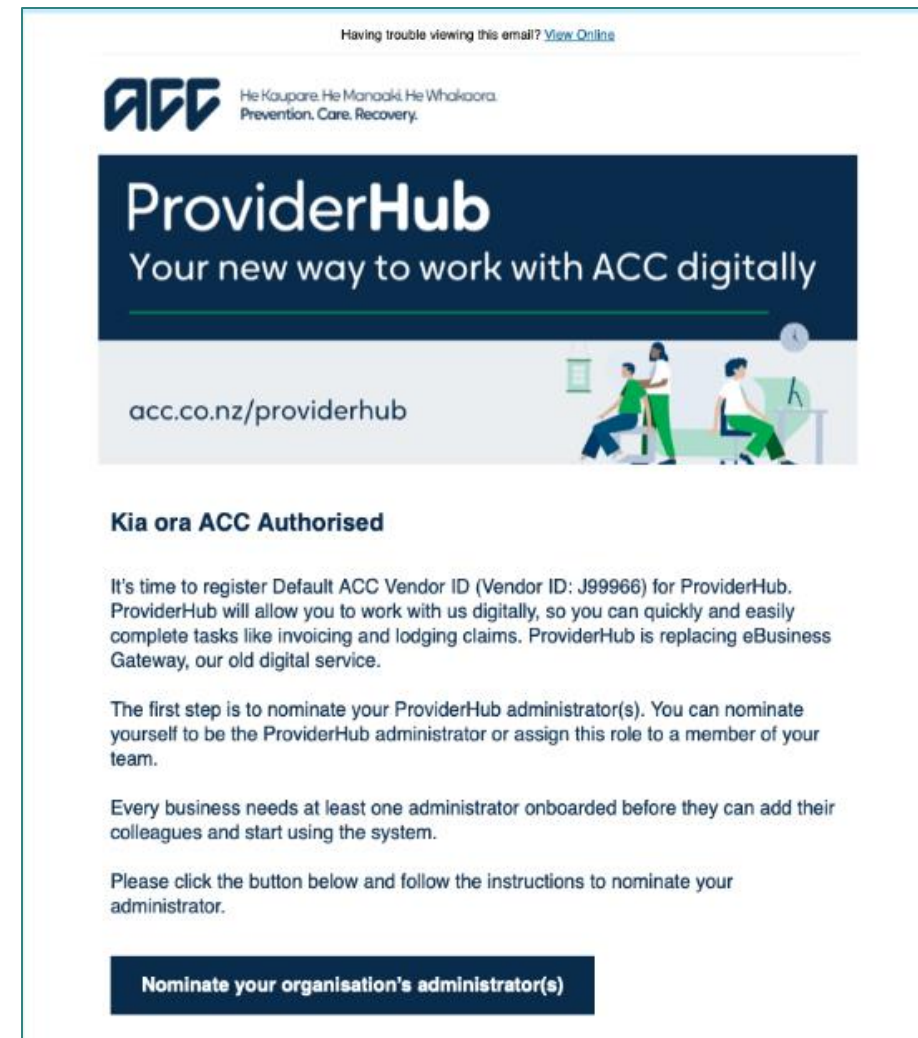 Having trouble viewing this email? View Online
acc
He Kaupare. He Manaaki. He Whakaora.
Prevention. Care. Recovery.
ProviderHub
Your new way to work with ACC digitally
acc.co.nz/providerhub
Kia ora ACC Authorised
It's time to register Default ACC Vendor ID (Vendor ID: J99966) for ProviderHub.
ProviderHub will allow you to work with us digitally, so you can quickly and easily
complete tasks like invoicing and lodging claims. ProviderHub is replacing eBusiness
Gateway, our old digital service.
The first step is to nominate your ProviderHub administrator(s). You can nominate
yourself to be the ProviderHub administrator or assign this role to a member of your
team.
Every business needs at least one administrator onboarded before they can add their
colleagues and start using the system.
Please click the button below and follow the instructions to nominate your
administrator.
Nominate your organisation's administrator(s)